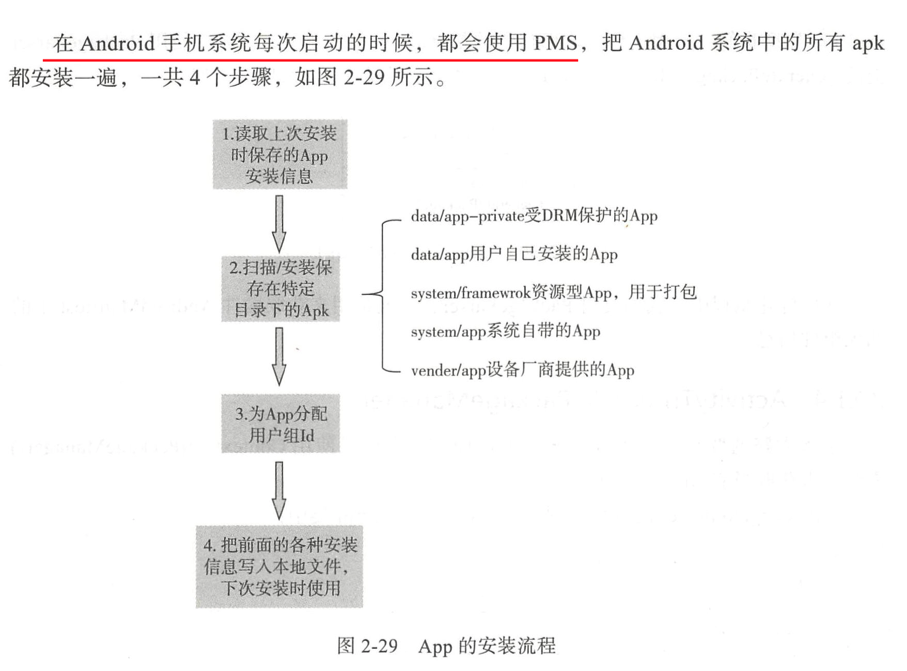 在 Android 手机系统每次启动的时候，都会使用 PMS，把 Android 系统中的所有 apk
都安装一遍，一共 4 个步骤，如图 2-29 所示。
1.读取上次安装
时保存的App
安装信息
data/app-private受DRM保护的App
data/app用户自己安装的App
2.扫描/安装保
存在特定
目录下的Apk
system/framewrok资源型App，用于打包
system/app系统自带的App
vender/app设备厂商提供的App
3.为App分配
用户组Id
4. 把前面的各种安装
信息写入本地文件，
下次安装时使用
图 2-29 App 的安装流程